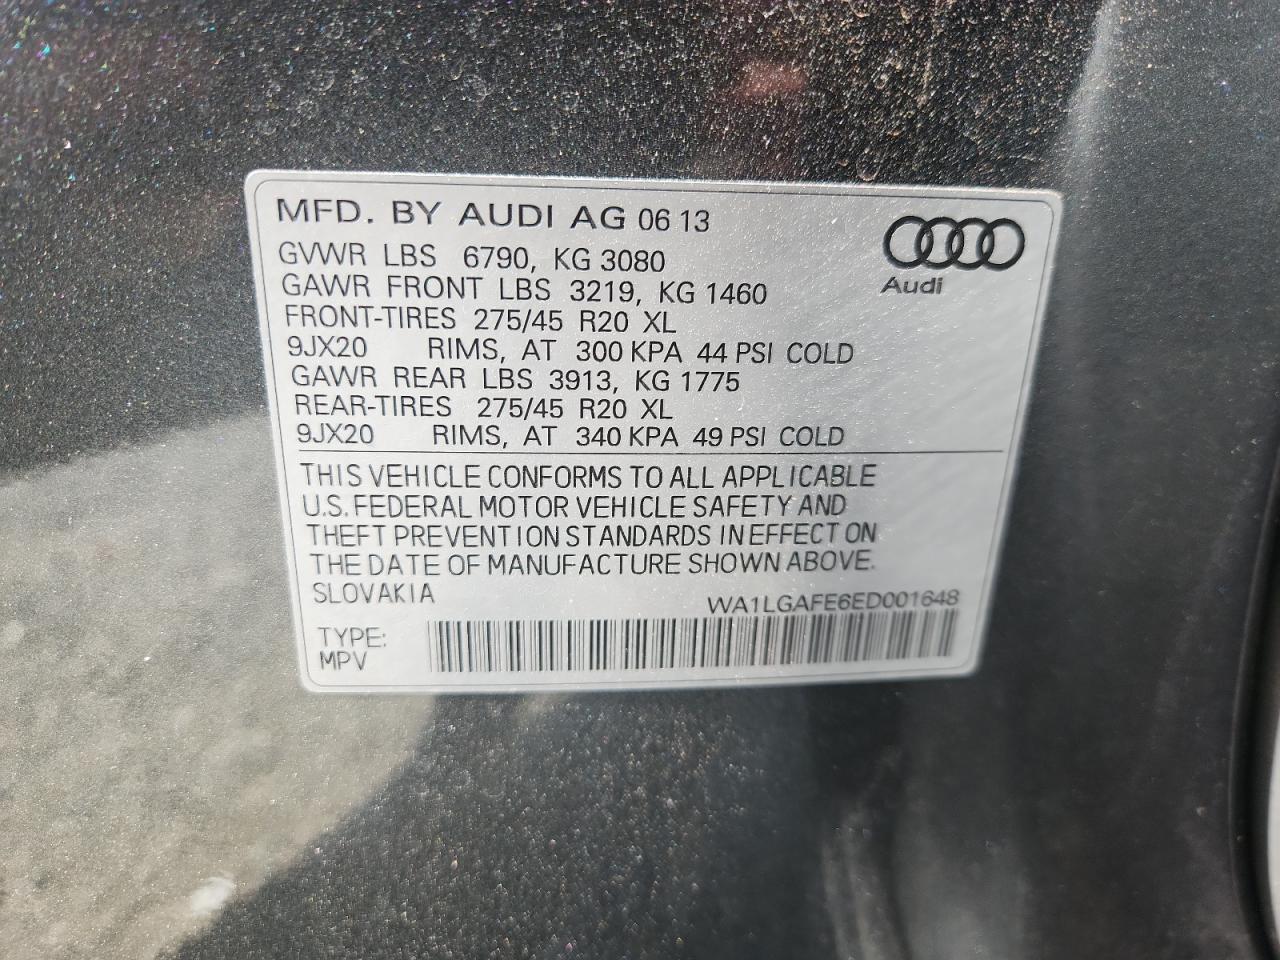 MFD. BY AUDI AG 06 13
GVWR LBS 6790, KG 3080
GAWR FRONT LBS 3219, KG 1460
Audi
FRONT-TIRES 275/45 R20 XL
9JX20 RIMS, AT 300 KPA 44 PSI COLD
GAWR REAR LBS 3913, KG 1775
REAR-TIRES 275/45 R20 XL
9JX20 RIMS, AT 340 KPA 49 PSI COLD
THIS VEHICLE CONFORMS TO ALL APPLICABLE
U.S. FEDERAL MOTOR VEHICLE SAFETY AND
THEFT PREVENTION STANDARDS IN EFFECT ON
THE DATE OF MANUFACTURE SHOWN ABOVE.
SLOVAKIA
WA1LGAFE6ED001648
TYPE:
MPV